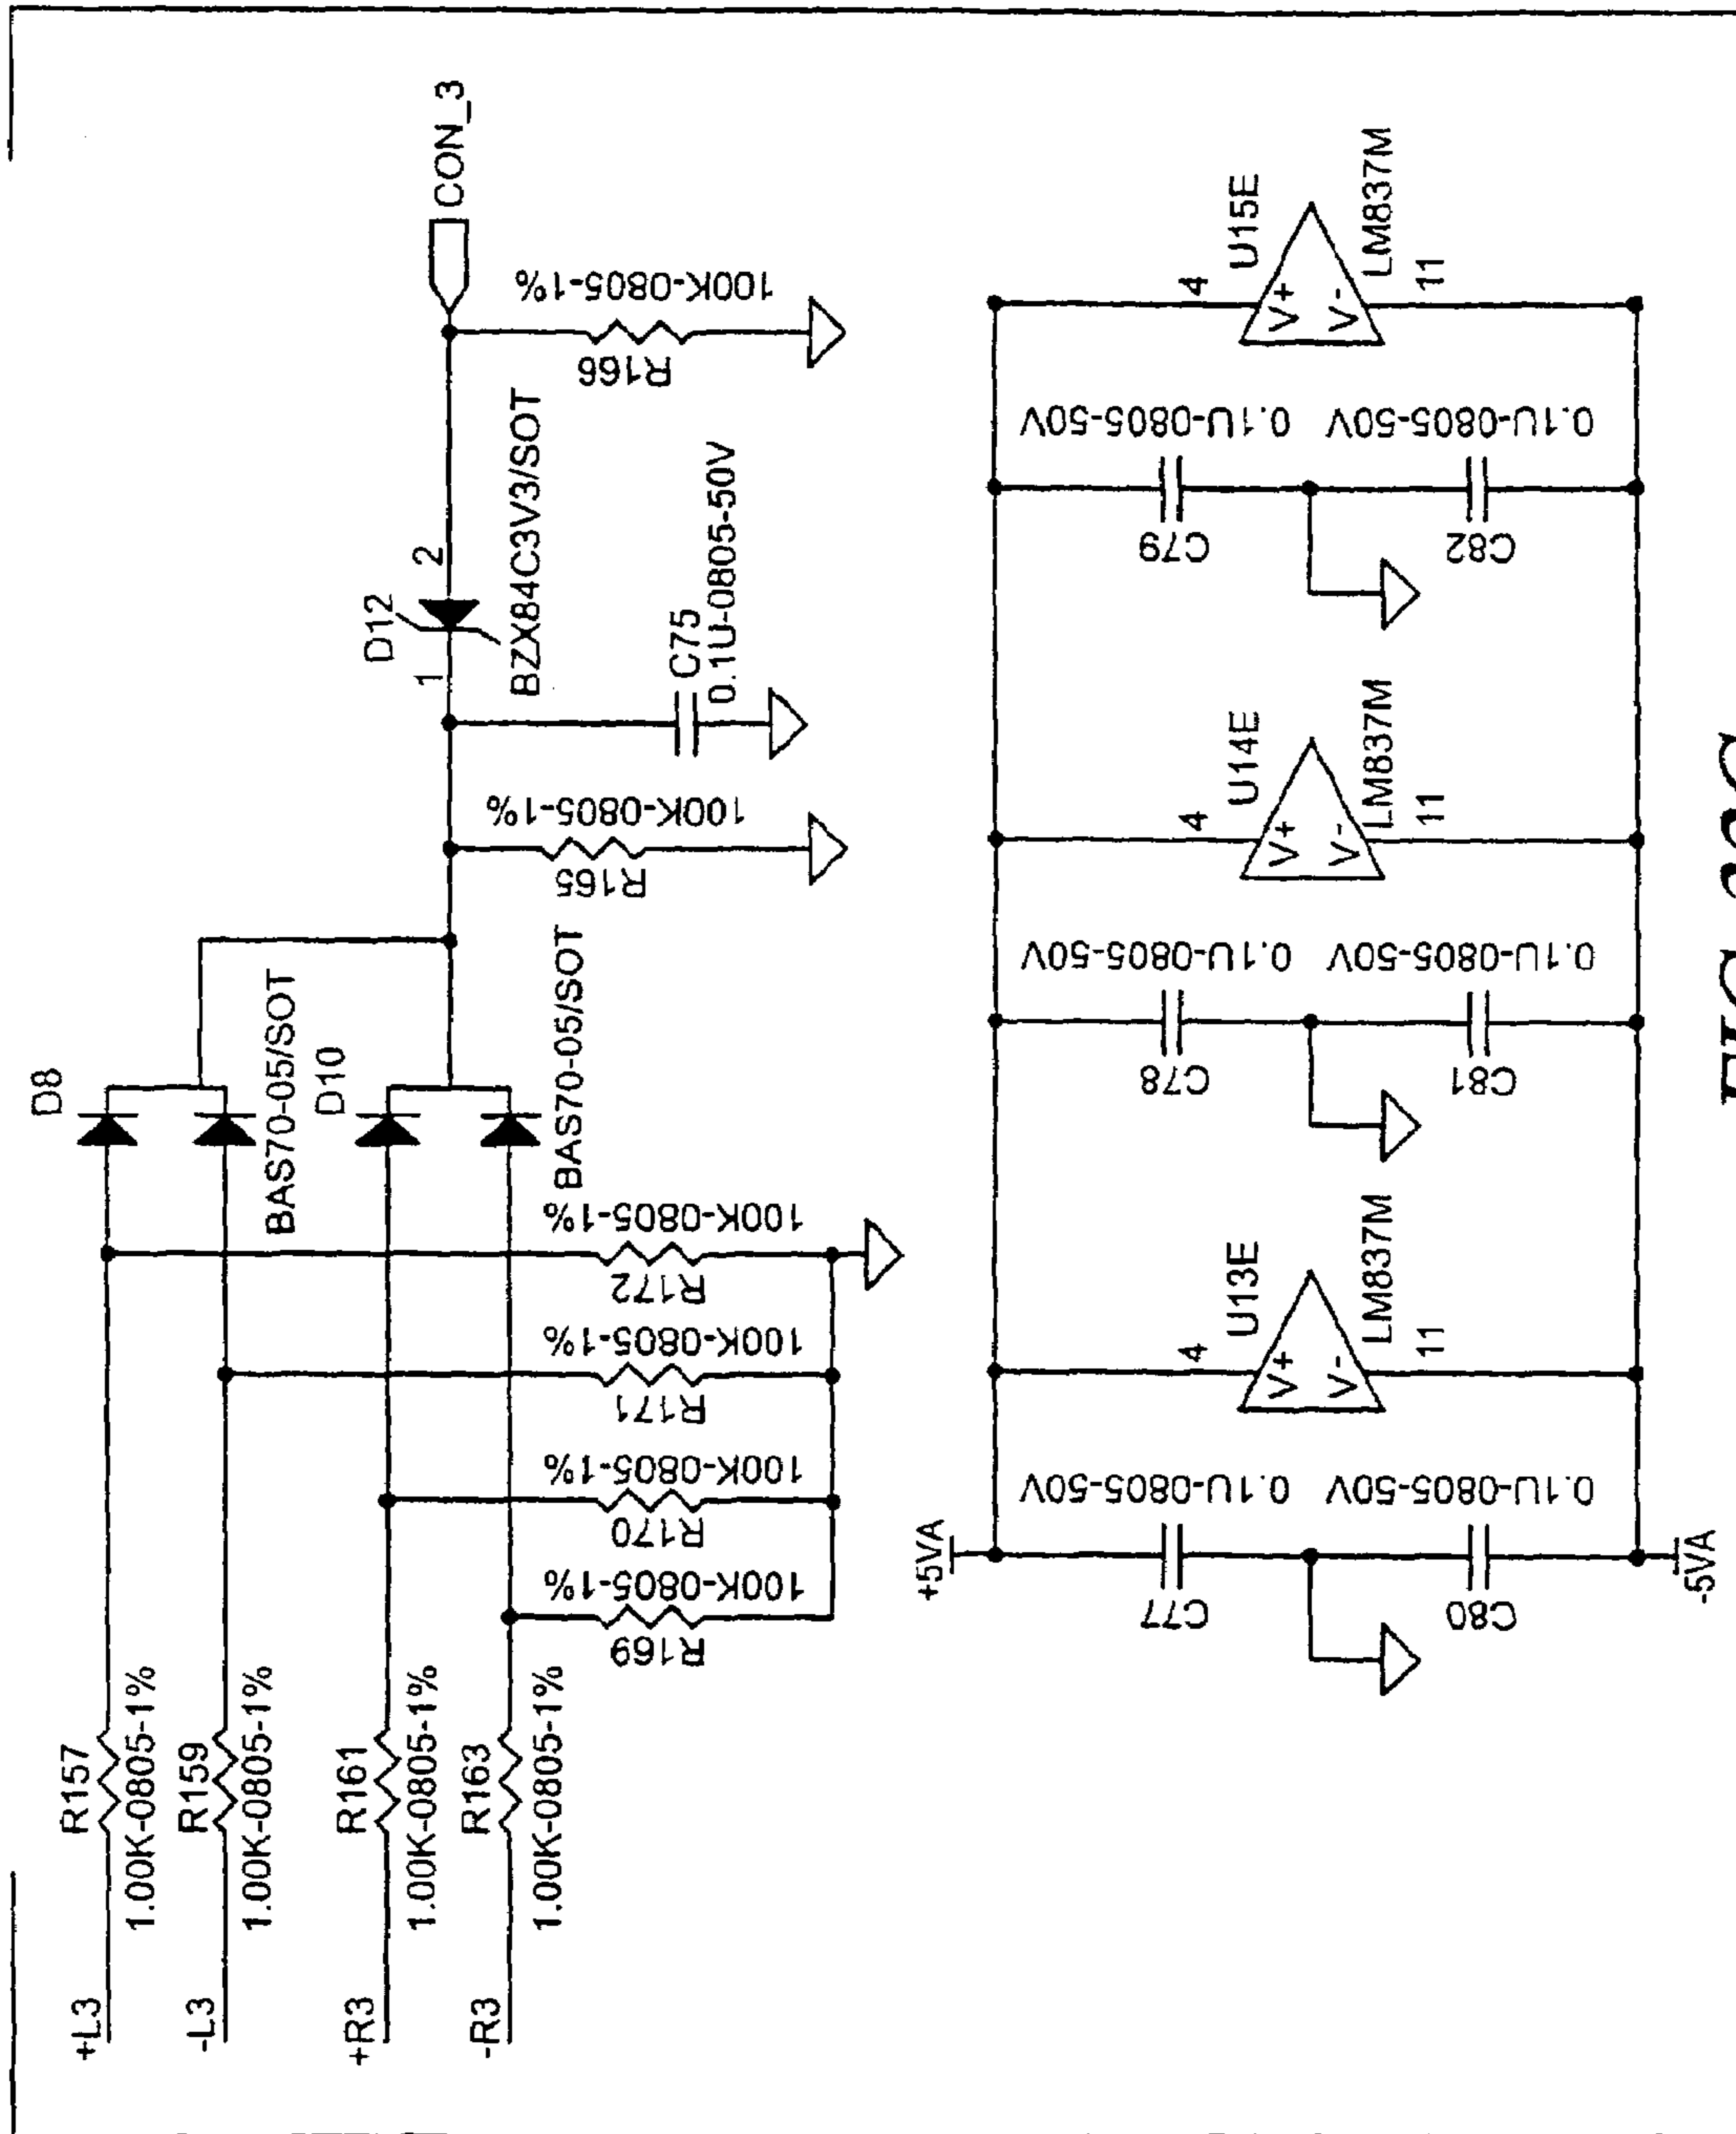 +L3
R157
1.00K-0805-1%
-L3
R159
1.00K-0805-1%
+R3
R161
1.00K-0805-1%
-R3
R163
1.00K-0805-1%
R169
100K-0805-1%
R170
100K-0805-1%
R171
100K-0805-1%
R172
100K-0805-1%
D8
BAS70-05/SOT
D10
BAS70-05/SOT
R165
100K-0805-1%
C75
0.1U-0805-50V
D12
1
2
BZX84C3V3/SOT
R166
100K-0805-1%
CON_3
+5VA
-5VA
C77
0.1U-0805-50V
C80
0.1U-0805-50V
U13E
4
V+
V-
11
LM837M
C78
0.1U-0805-50V
C81
0.1U-0805-50V
U14E
4
V+
V-
11
LM837M
C79
0.1U-0805-50V
C82
0.1U-0805-50V
U15E
4
V+
V-
11
LM837M